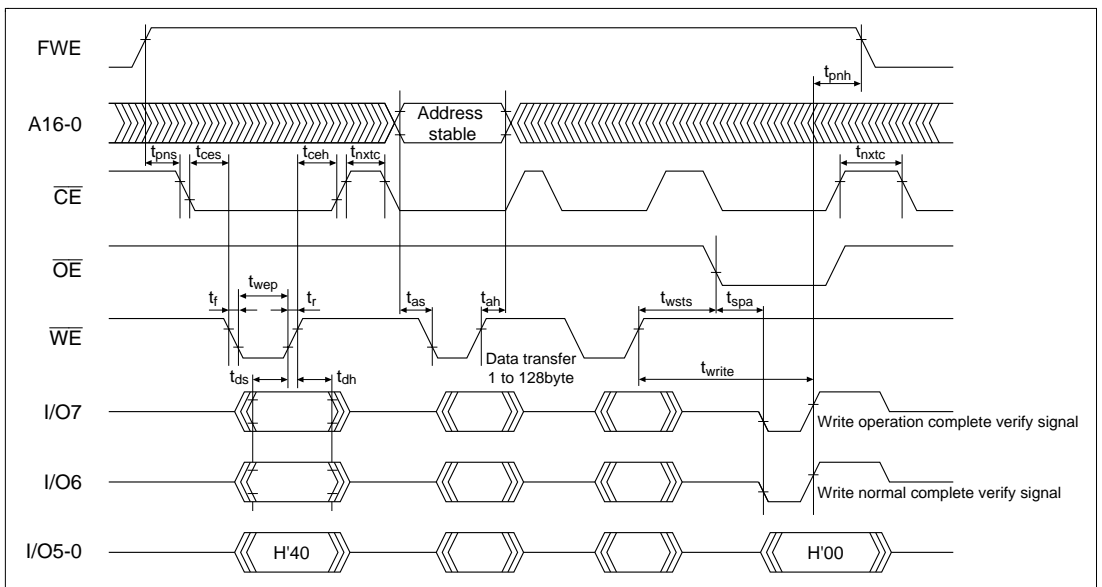 FWE
tpnh
A16-0
Address
stable
tpns
tces
tceh
tnxtc
tnxtc
CE
OE
twep
tf
tr
tas
tah
twsts
tspa
WE
Data transfer
1 to 128byte
twrite
tds
tdh
I/O7
Write operation complete verify signal
I/O6
Write normal complete verify signal
I/O5-0
H'40
H'00